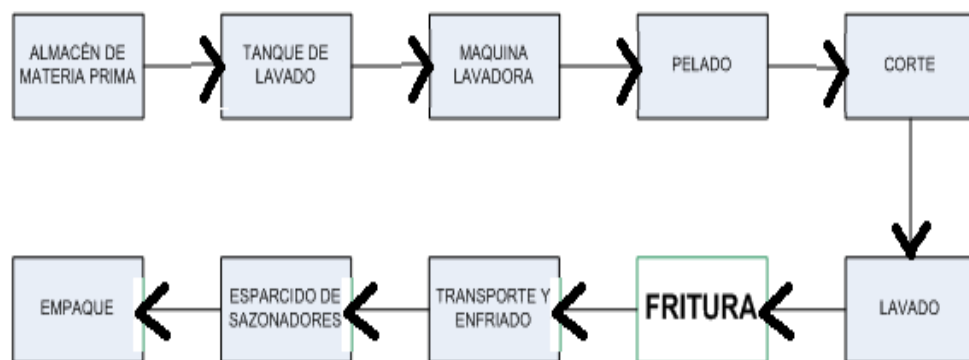 ALMACÉN DE
MATERIA PRIMA
TANQUE DE
LAVADO
MAQUINA
LAVADORA
PELADO
CORTE
LAVADO
FRITURA
TRANSPORTE Y
ENFRIADO
ESPARCIDO DE
SAZONADORES
EMPAQUE